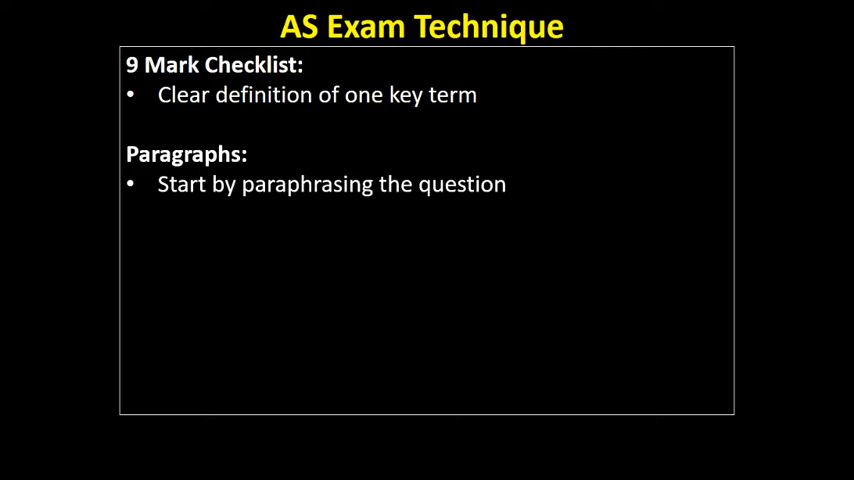 AS Exam Technique
9 Mark Checklist:
• Clear definition of one key term
Paragraphs:
• Start by paraphrasing the question